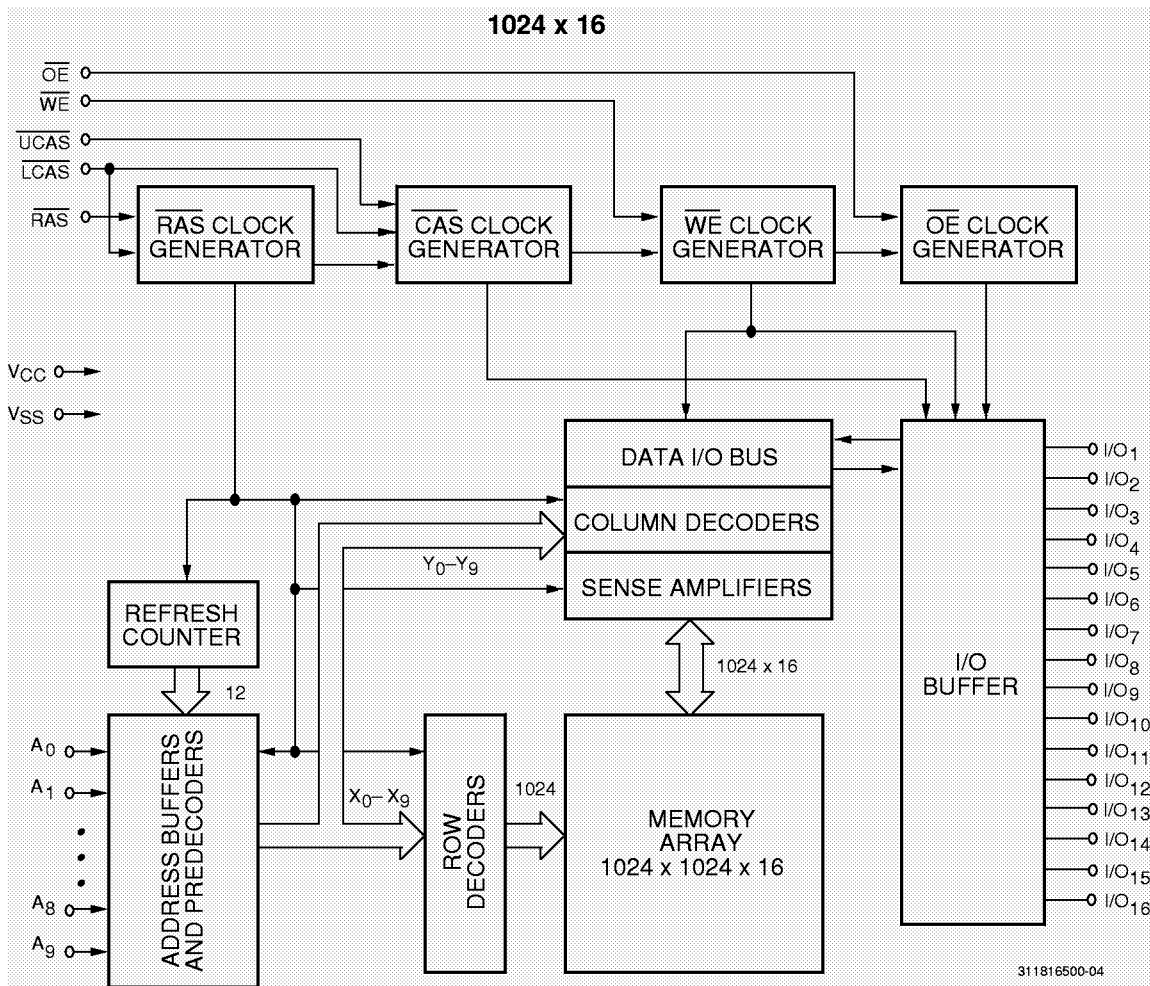 1024 x 16
OE
WE
UCAS
LCAS
RAS
RAS CLOCK
GENERATOR
CAS CLOCK
GENERATOR
WE CLOCK
GENERATOR
OE CLOCK
GENERATOR
VCC
VSS
DATA I/O BUS
COLUMN DECODERS
SENSE AMPLIFIERS
Y0–Y9
REFRESH
COUNTER
12
1024 x 16
I/O
BUFFER
I/O1
I/O2
I/O3
I/O4
I/O5
I/O6
I/O7
I/O8
I/O9
I/O10
I/O11
I/O12
I/O13
I/O14
I/O15
I/O16
A0
A1
A8
A9
ADDRESS BUFFERS
AND PREDECODERS
X0–X9
ROW
DECODERS
1024
MEMORY
ARRAY
1024 x 1024 x 16
311816500-04